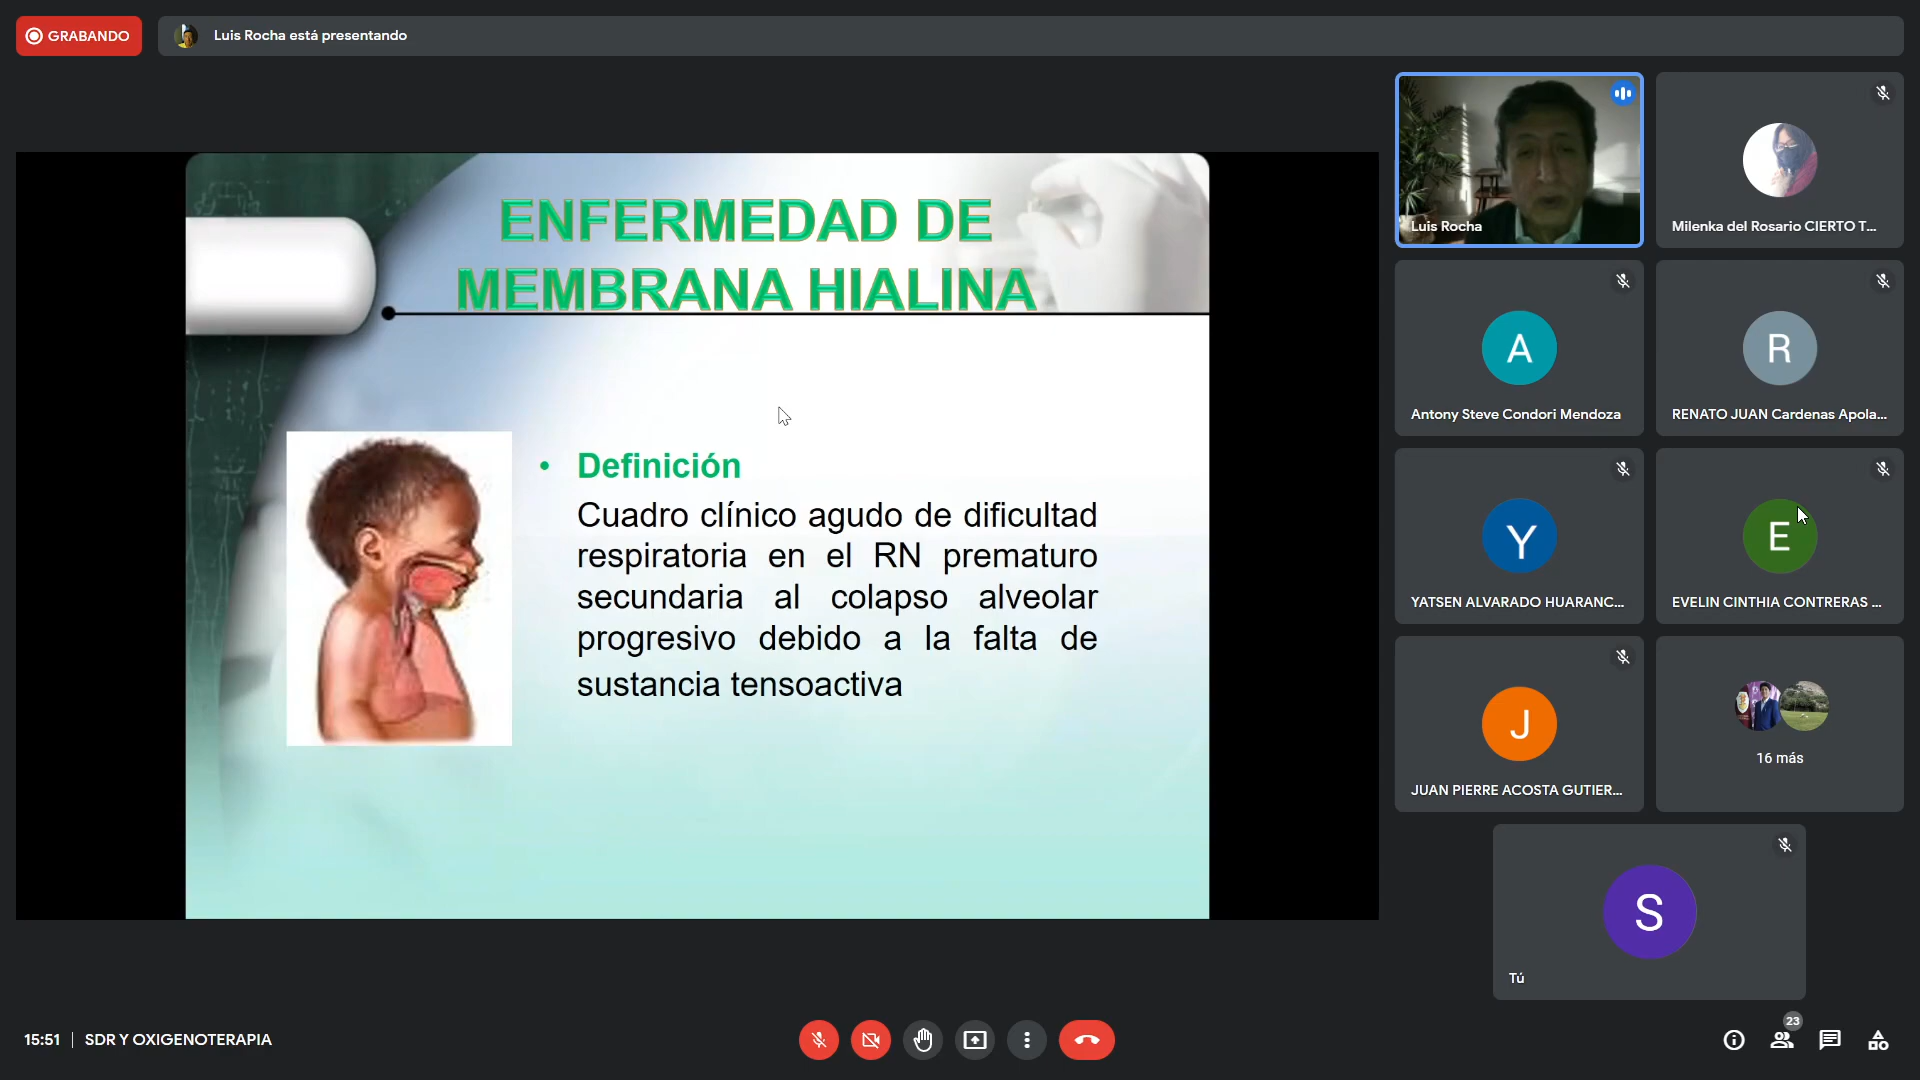 GRABANDO
Luis Rocha está presentando
ENFERMEDAD DE
MEMBRANA HIALINA
• Definición
Cuadro clínico agudo de dificultad
respiratoria en el RN prematuro
secundaria al colapso alveolar
progresivo debido a la falta de
sustancia tensoactiva
Luis Rocha
Milenka del Rosario CIERTO T...
A
Antony Steve Condori Mendoza
R
RENATO JUAN Cardenas Apola...
Y
YATSEN ALVARADO HUARANC...
E
EVELIN CINTHIA CONTRERAS ...
J
JUAN PIERRE ACOSTA GUTIER...
16 más
S
Tú
15:51 | SDR Y OXIGENOTERAPIA
23